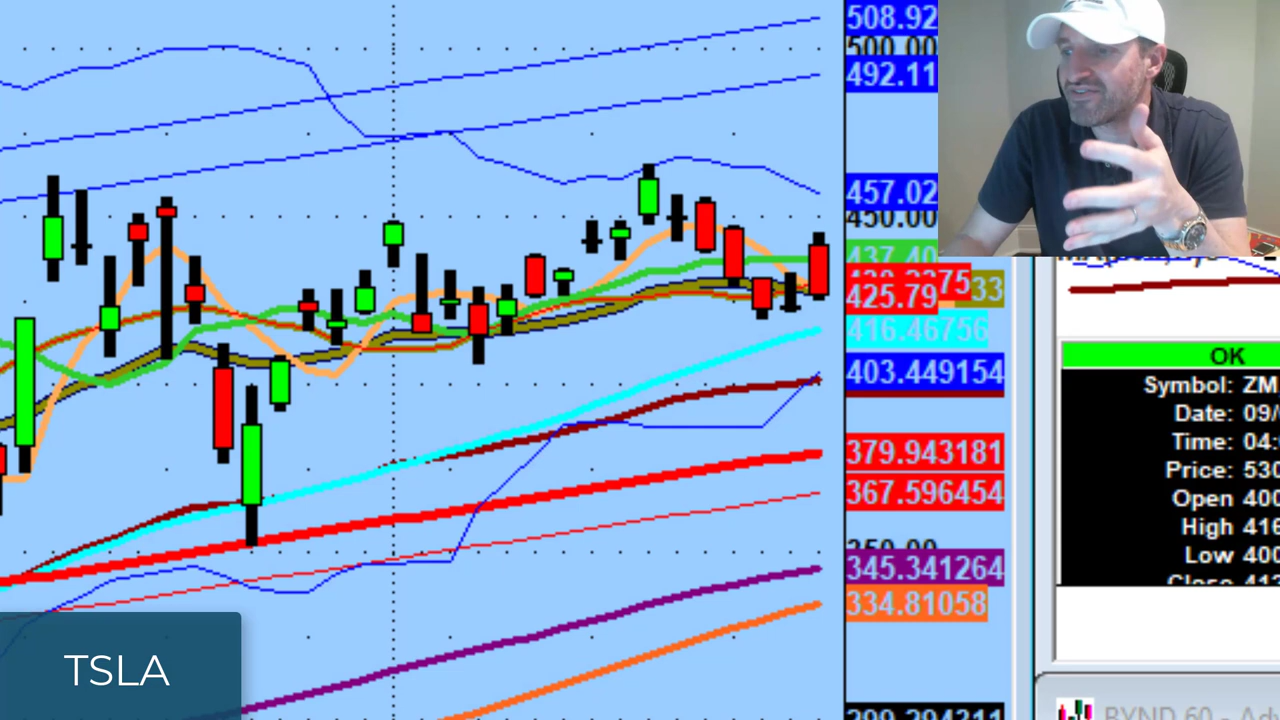 508.92
500.00
492.11
457.02
450.00
437.40
425.79
416.46756
403.449154
379.943181
367.596454
345.341264
334.81058
OK
Symbol: ZM
Date: 09/
Time: 04:
Price: 530
Open 400
High 416
Low 400
TSLA